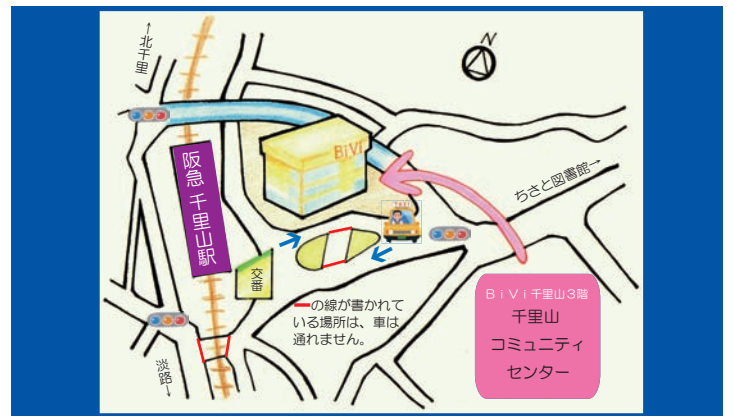 ←北千里
N
BiVi
阪急 千里山駅
TAXI
ちさと図書館→
交番
ーの線が書かれて
いる場所は、車は
通れません。
淡路→
BiVi千里山3階
千里山
コミュニティ
センター